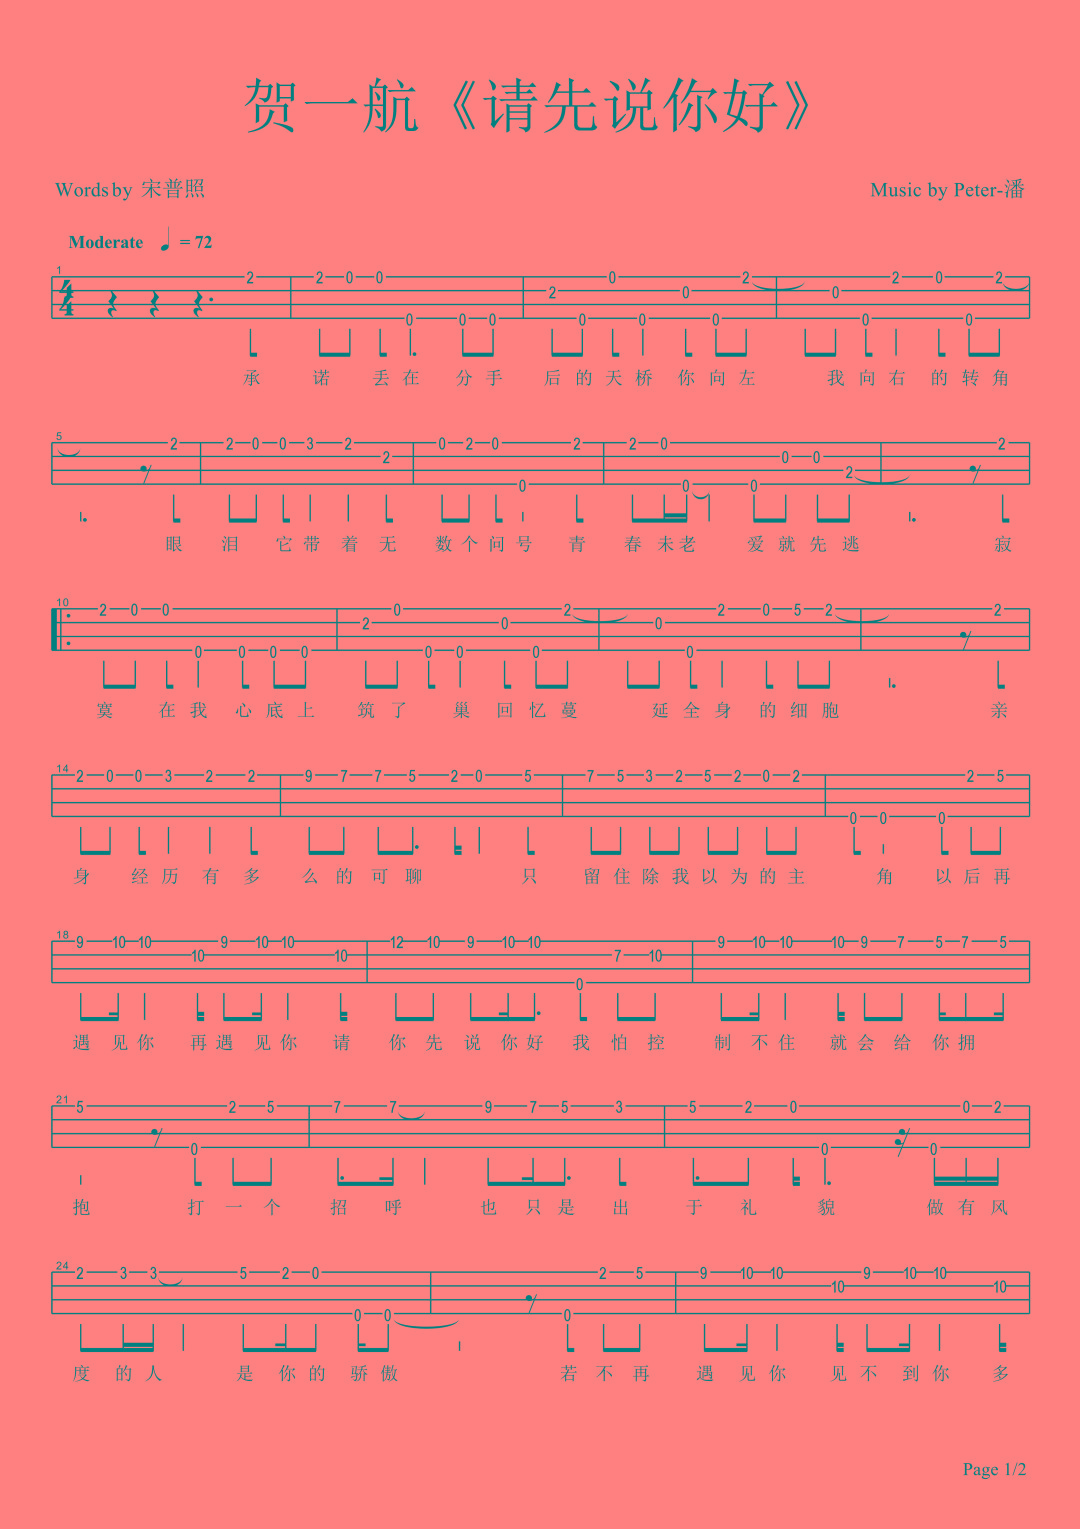 贺一航《请先说你好》
Words by 宋普照
Music by Peter-潘
Moderate = 72
1
2 2 0 0 0 0 0 2 0 0 0 0 0 2 0 0 2 0 0 2
4
4
承 诺 丢 在 分 手 后 的 天 桥 你 向 左 我 向 右 的 转 角
5
2 2 0 0 3 2 2 0 2 0 0 2 2 0 0 0 0 0 2 2
眼 泪 它 带 着 无 数 个 问 号 青 春 未 老 爱 就 先 逃 寂
10
2 0 0 0 0 0 0 2 0 0 0 0 0 2 0 0 2 0 5 2 2
寞 在 我 心 底 上 筑 了 巢 回 忆 蔓 延 全 身 的 细 胞 亲
14
2 0 0 3 2 2 9 7 7 5 2 0 5 7 5 3 2 5 2 0 2 0 0 0 2 5
身 经 历 有 多 么 的 可 聊 只 留 住 除 我 以 为 的 主 角 以 后 再
18
9 10 10 10 9 10 10 10 12 10 9 10 10 0 7 10 9 10 10 10 9 7 5 7 5
遇 见 你 再 遇 见 你 请 你 先 说 你 好 我 怕 控 制 不 住 就 会 给 你 拥
21
5 0 2 5 7 7 9 7 5 3 5 2 0 0 0 0 2
抱 打 一 个 招 呼 也 只 是 出 于 礼 貌 做 有 风
24
2 3 3 5 2 0 0 0 0 2 5 9 10 10 10 9 10 10 10
度 的 人 是 你 的 骄 傲 若 不 再 遇 见 你 见 不 到 你 多
Page 1/2